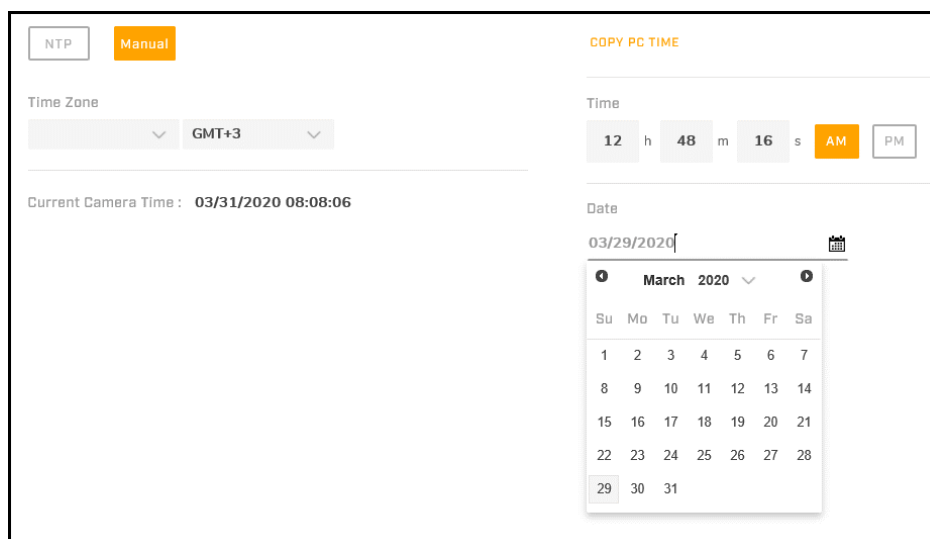 NTP Manual
Time Zone
GMT+3
Current Camera Time : 03/31/2020 08:08:06
COPY PC TIME
Time
12 h 48 m 16 s AM PM
Date
03/29/2020
March 2020
Su Mo Tu We Th Fr Sa
1 2 3 4 5 6 7
8 9 10 11 12 13 14
15 16 17 18 19 20 21
22 23 24 25 26 27 28
29 30 31